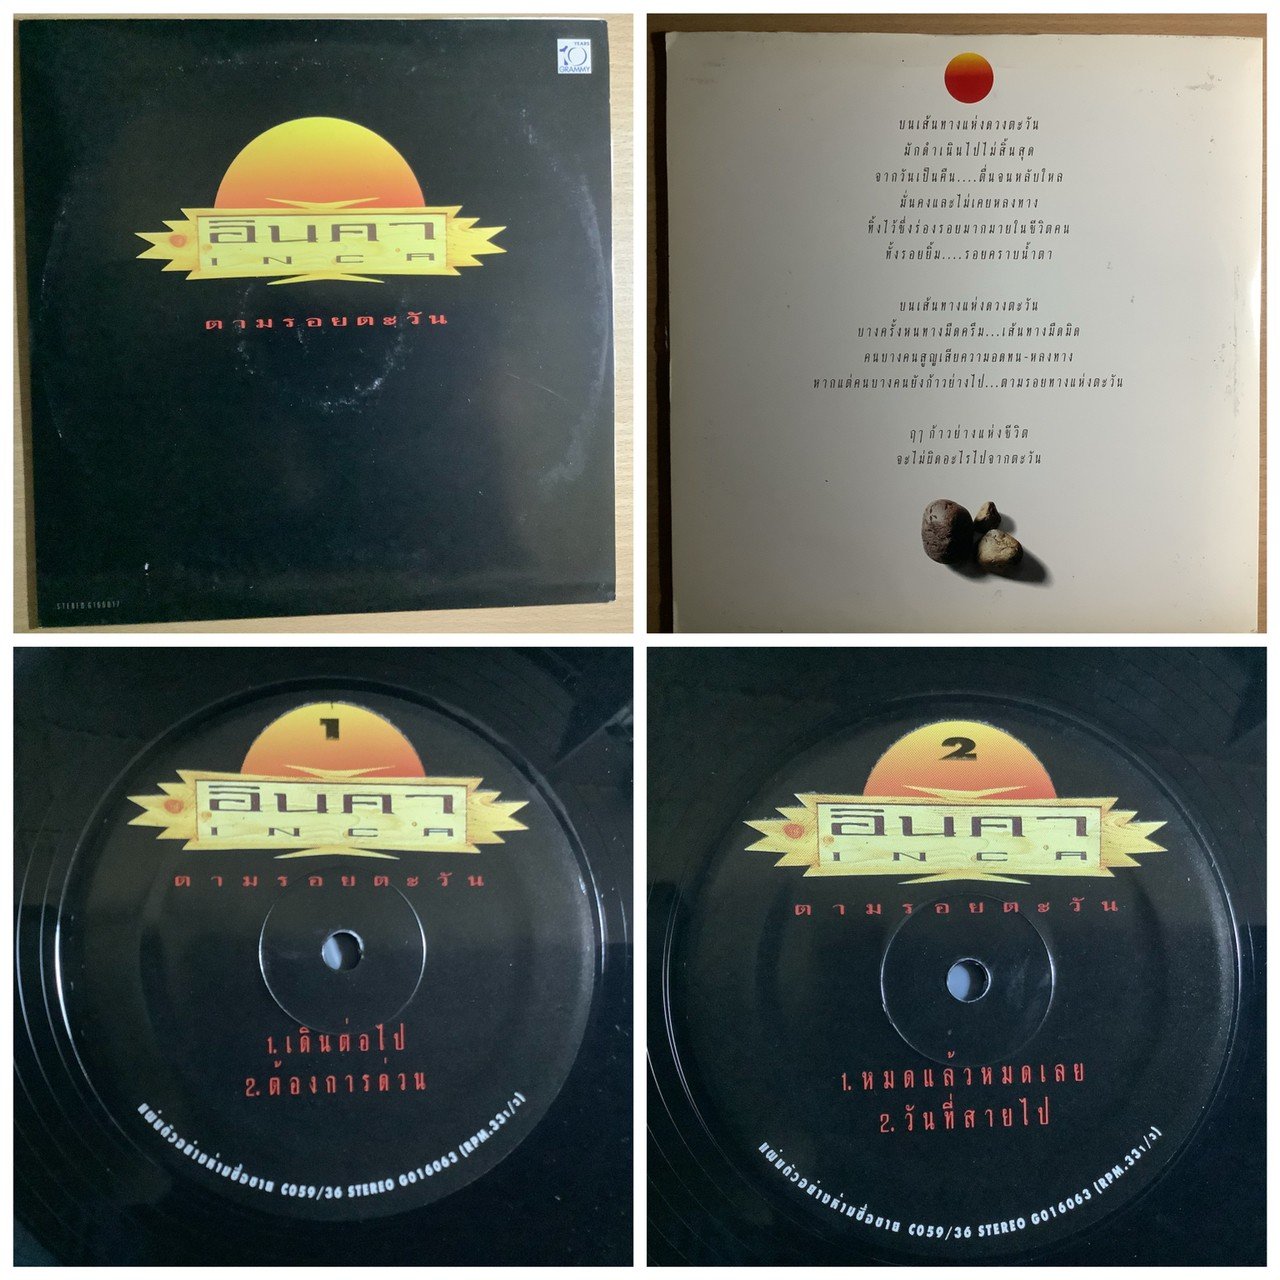 10 YEARS
GRAMMY
อินคา
INCA
ตามรอยตะวัน
บนเส้นทางแห่งดวงตะวัน
มักดำเนินไปไม่สิ้นสุด
จากวันเป็นคืน....ตื่นจนหลับใหล
มั่นคงและไม่เคยหลงทาง
ทิ้งไว้ซึ่งร่องรอยมากมายในชีวิตคน
ทั้งรอยยิ้ม....รอยคราบน้ำตา
บนเส้นทางแห่งดวงตะวัน
บางครั้งหนทางมืดครึม...เส้นทางมืดมิด
คนบางคนสูญเสียความอดทน-หลงทาง
หากแต่คนบางคนยังก้าวย่างไป...ตามรอยทางแห่งตะวัน
ฤๅ ก้าวย่างแห่งชีวิต
จะไม่ผิดอะไรไปจากตะวัน
1
อินคา
INCA
ตามรอยตะวัน
1. เดินต่อไป
2. ต้องการด่วน
แผ่นตัวอย่างห้ามซื้อขาย C059/36 STEREO G016063 (RPM.33 1/3)
2
อินคา
INCA
ตามรอยตะวัน
1. หมดแล้วหมดเลย
2. วันที่สายไป
แผ่นตัวอย่างห้ามซื้อขาย C059/36 STEREO G016063 (RPM.33 1/3)